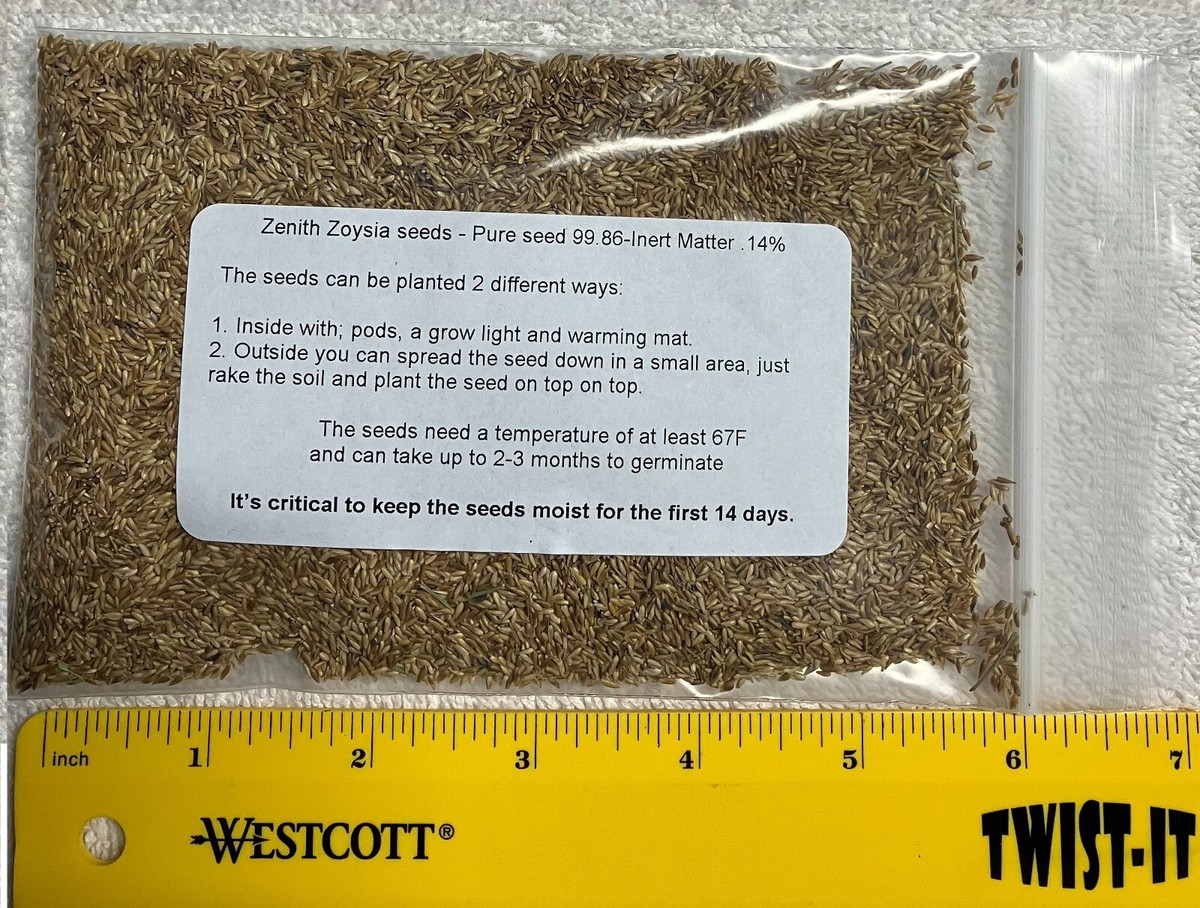 Zenith Zoysia seeds - Pure seed 99.86-Inert Matter .14%
The seeds can be planted 2 different ways:
1. Inside with; pods, a grow light and warming mat.
2. Outside you can spread the seed down in a small area, just
rake the soil and plant the seed on top on top.
The seeds need a temperature of at least 67F
and can take up to 2-3 months to germinate
It's critical to keep the seeds moist for the first 14 days.
inch 1 2 3 4 5 6 7
WESTCOTT® TWIST-IT